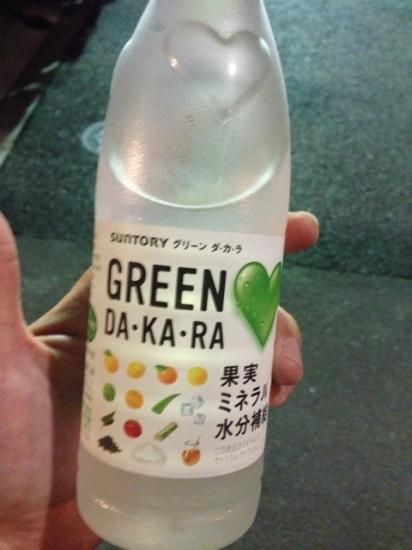 SUNTORY グリーン ダ・カ・ラ
GREEN
DA・KA・RA
果実
ミネラル
水分補給